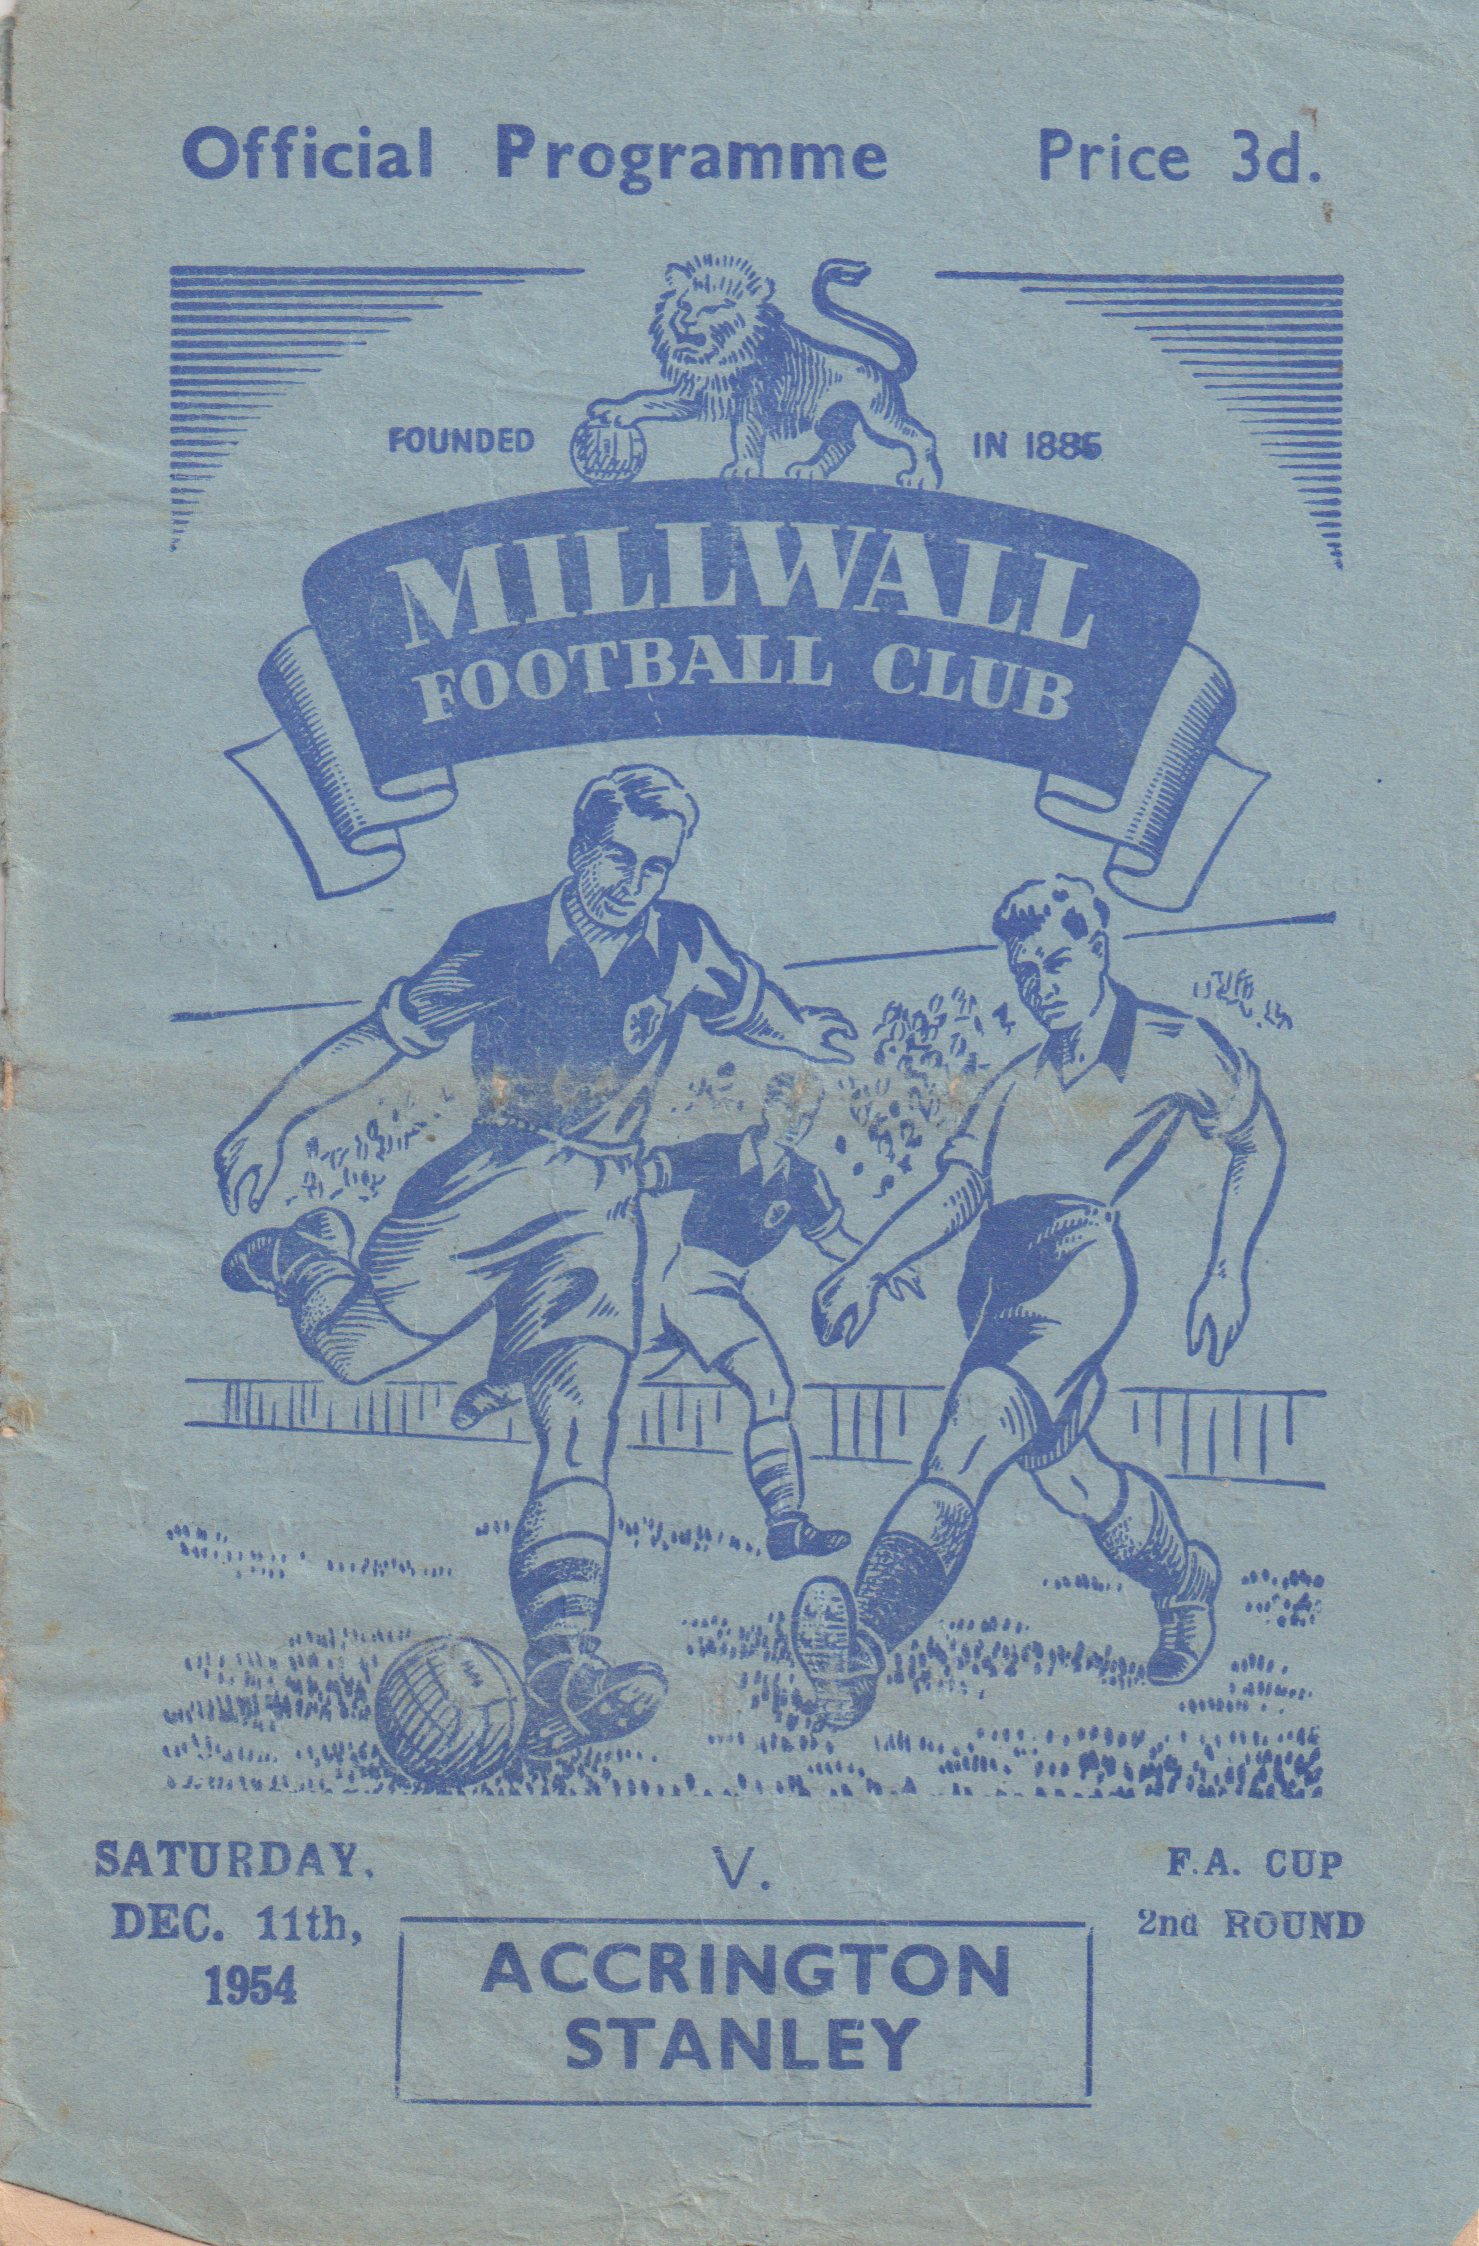 Official Programme Price 3d.
FOUNDED IN 1885
MILLWALL
FOOTBALL CLUB
SATURDAY,
DEC. 11th,
1954
V.
ACCRINGTON
STANLEY
F.A. CUP
2nd ROUND